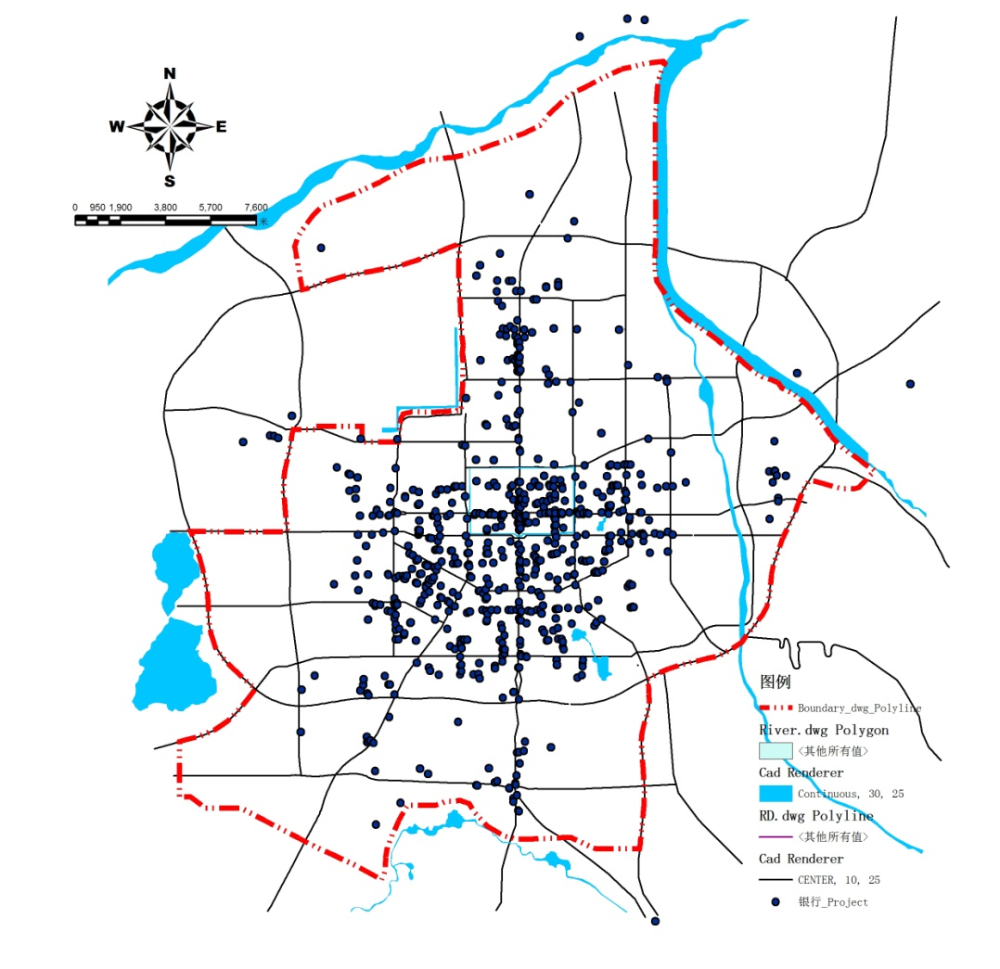 N
W E
S
0 950 1,900 3,800 5,700 7,600
米
图例
Boundary_dwg_Polyline
River.dwg Polygon
<其他所有值>
Cad Renderer
Continuous, 30, 25
RD.dwg Polyline
<其他所有值>
Cad Renderer
CENTER, 10, 25
银行_Project